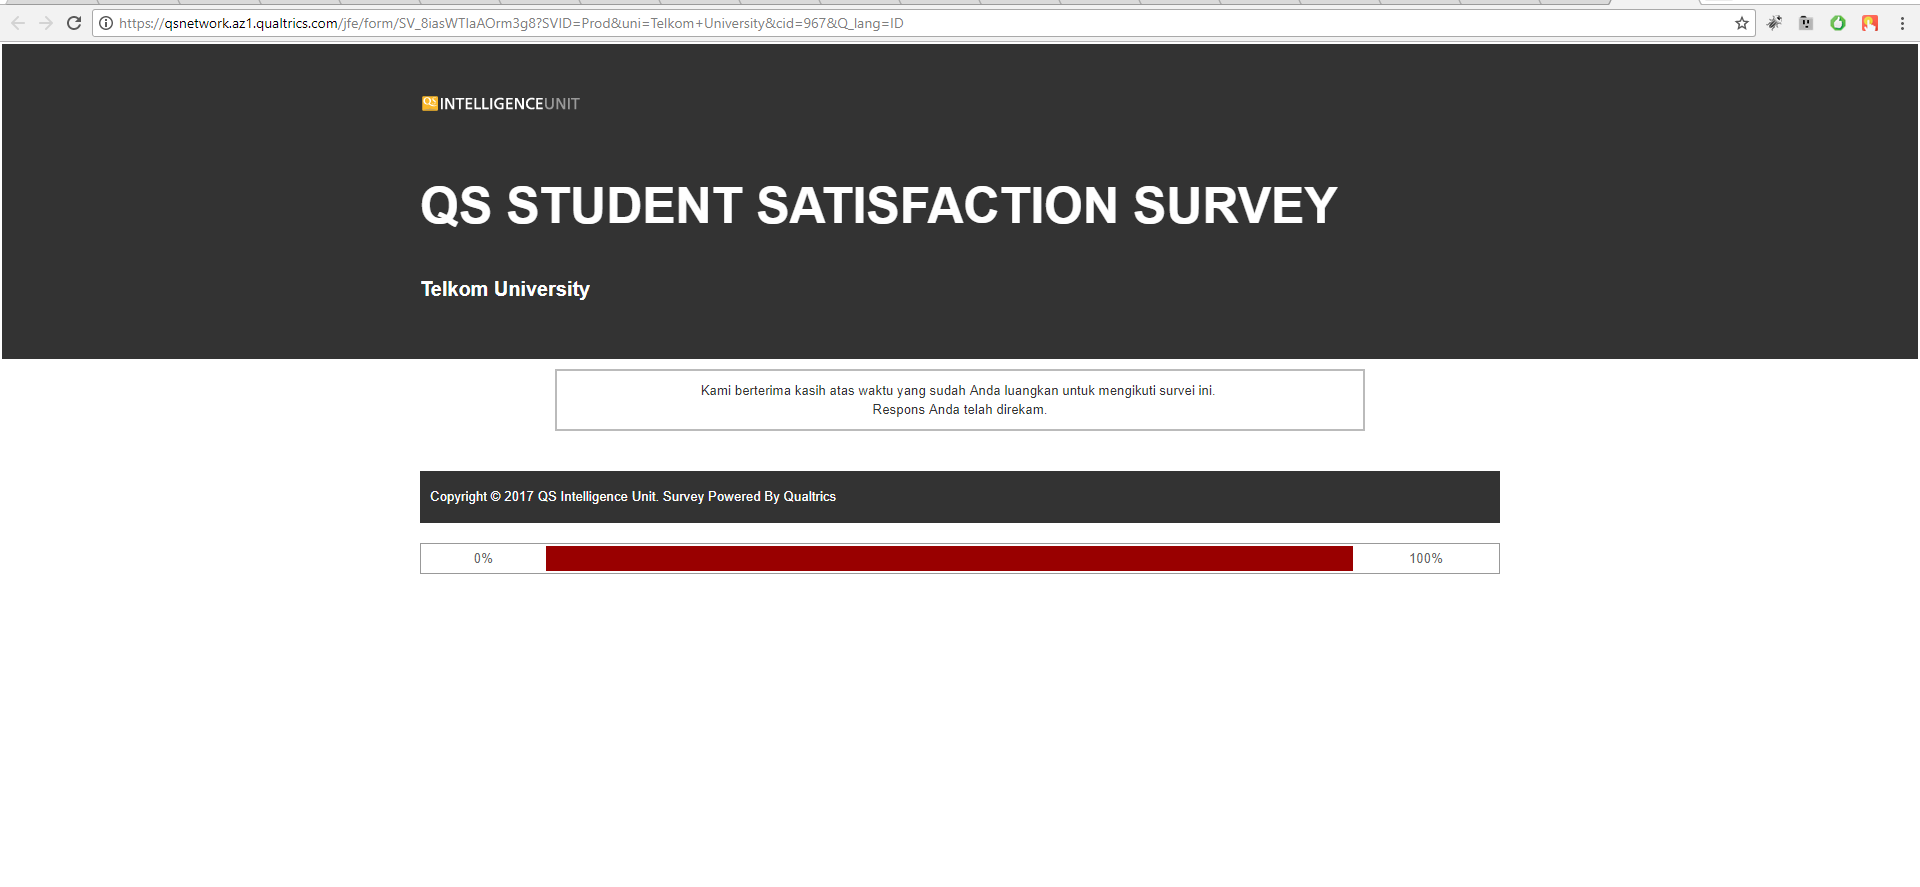 https://qsnetwork.az1.qualtrics.com/jfe/form/SV_8iasWTlaAOrm3g8?SVID=Prod&uni=Telkom+University&cid=967&Q_lang=ID
QS INTELLIGENCEUNIT
QS STUDENT SATISFACTION SURVEY
Telkom University
Kami berterima kasih atas waktu yang sudah Anda luangkan untuk mengikuti survei ini.
Respons Anda telah direkam.
Copyright © 2017 QS Intelligence Unit. Survey Powered By Qualtrics
0% 100%